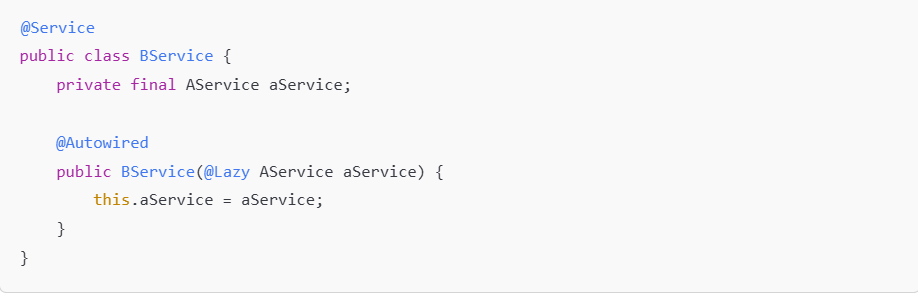 @Service
public class BService {
    private final AService aService;

    @Autowired
    public BService(@Lazy AService aService) {
        this.aService = aService;
    }
}